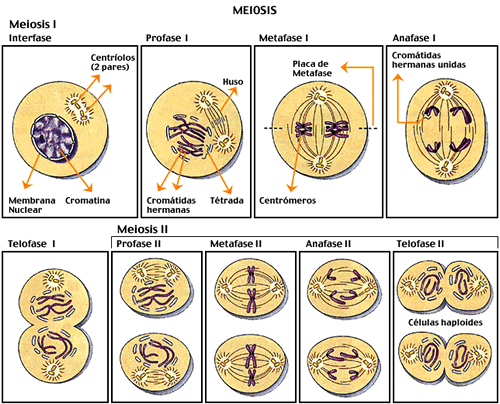 MEIOSIS
Meiosis I
Interfase
Profase I
Metafase I
Anafase I
Centríolos
(2 pares)
Huso
Placa de
Metafase
Cromátidas
hermanas unidas
Membrana
Nuclear
Cromatina
Cromátidas
hermanas
Tétrada
Centrómeros
Meiosis II
Telofase I
Profase II
Metafase II
Anafase II
Telofase II
Células haploides